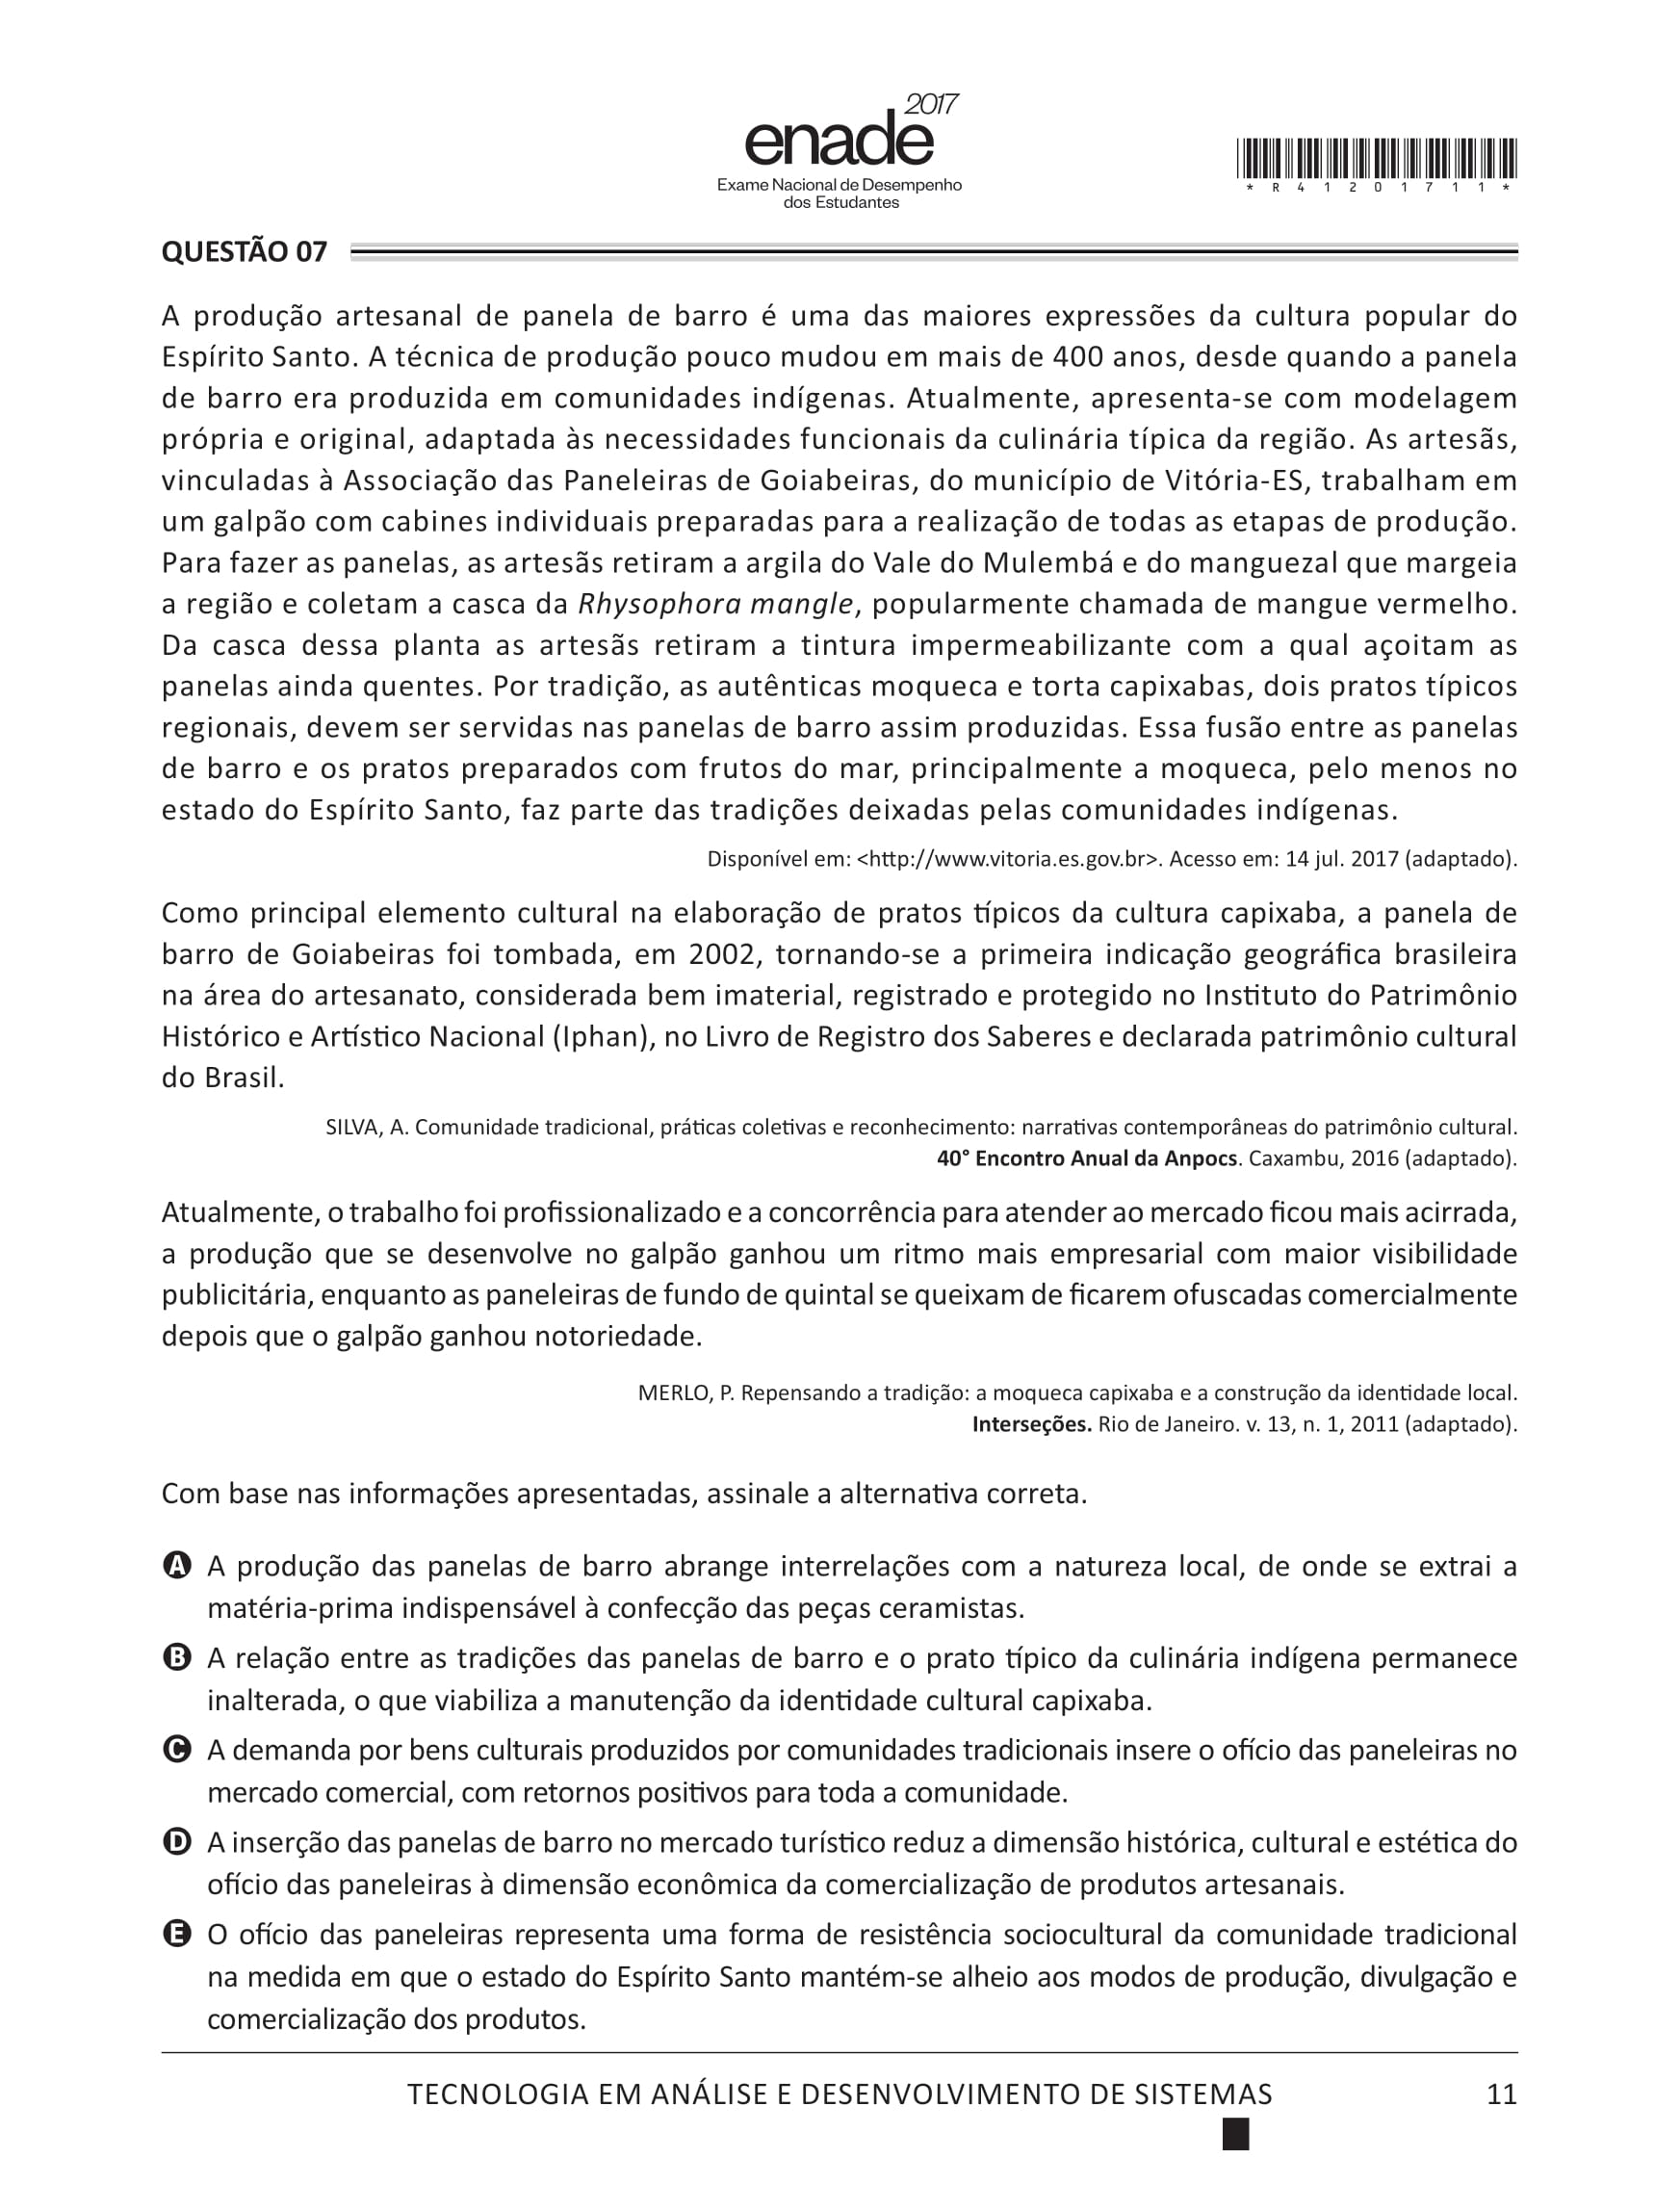 2017
enade
Exame Nacional de Desempenho
dos Estudantes
* R 4 1 2 0 1 7 1 1 *
QUESTÃO 07
A produção artesanal de panela de barro é uma das maiores expressões da cultura popular do
Espírito Santo. A técnica de produção pouco mudou em mais de 400 anos, desde quando a panela
de barro era produzida em comunidades indígenas. Atualmente, apresenta-se com modelagem
própria e original, adaptada às necessidades funcionais da culinária típica da região. As artesãs,
vinculadas à Associação das Paneleiras de Goiabeiras, do município de Vitória-ES, trabalham em
um galpão com cabines individuais preparadas para a realização de todas as etapas de produção.
Para fazer as panelas, as artesãs retiram a argila do Vale do Mulembá e do manguezal que margeia
a região e coletam a casca da Rhysophora mangle, popularmente chamada de mangue vermelho.
Da casca dessa planta as artesãs retiram a tintura impermeabilizante com a qual açoitam as
panelas ainda quentes. Por tradição, as autênticas moqueca e torta capixabas, dois pratos típicos
regionais, devem ser servidas nas panelas de barro assim produzidas. Essa fusão entre as panelas
de barro e os pratos preparados com frutos do mar, principalmente a moqueca, pelo menos no
estado do Espírito Santo, faz parte das tradições deixadas pelas comunidades indígenas.
Disponível em: <http://www.vitoria.es.gov.br>. Acesso em: 14 jul. 2017 (adaptado).
Como principal elemento cultural na elaboração de pratos típicos da cultura capixaba, a panela de
barro de Goiabeiras foi tombada, em 2002, tornando-se a primeira indicação geográfica brasileira
na área do artesanato, considerada bem imaterial, registrado e protegido no Instituto do Patrimônio
Histórico e Artístico Nacional (Iphan), no Livro de Registro dos Saberes e declarada patrimônio cultural
do Brasil.
SILVA, A. Comunidade tradicional, práticas coletivas e reconhecimento: narrativas contemporâneas do patrimônio cultural.
40° Encontro Anual da Anpocs. Caxambu, 2016 (adaptado).
Atualmente, o trabalho foi profissionalizado e a concorrência para atender ao mercado ficou mais acirrada,
a produção que se desenvolve no galpão ganhou um ritmo mais empresarial com maior visibilidade
publicitária, enquanto as paneleiras de fundo de quintal se queixam de ficarem ofuscadas comercialmente
depois que o galpão ganhou notoriedade.
MERLO, P. Repensando a tradição: a moqueca capixaba e a construção da identidade local.
Interseções. Rio de Janeiro. v. 13, n. 1, 2011 (adaptado).
Com base nas informações apresentadas, assinale a alternativa correta.
A A produção das panelas de barro abrange interrelações com a natureza local, de onde se extrai a
matéria-prima indispensável à confecção das peças ceramistas.
B A relação entre as tradições das panelas de barro e o prato típico da culinária indígena permanece
inalterada, o que viabiliza a manutenção da identidade cultural capixaba.
C A demanda por bens culturais produzidos por comunidades tradicionais insere o ofício das paneleiras no
mercado comercial, com retornos positivos para toda a comunidade.
D A inserção das panelas de barro no mercado turístico reduz a dimensão histórica, cultural e estética do
ofício das paneleiras à dimensão econômica da comercialização de produtos artesanais.
E O ofício das paneleiras representa uma forma de resistência sociocultural da comunidade tradicional
na medida em que o estado do Espírito Santo mantém-se alheio aos modos de produção, divulgação e
comercialização dos produtos.
TECNOLOGIA EM ANÁLISE E DESENVOLVIMENTO DE SISTEMAS 11